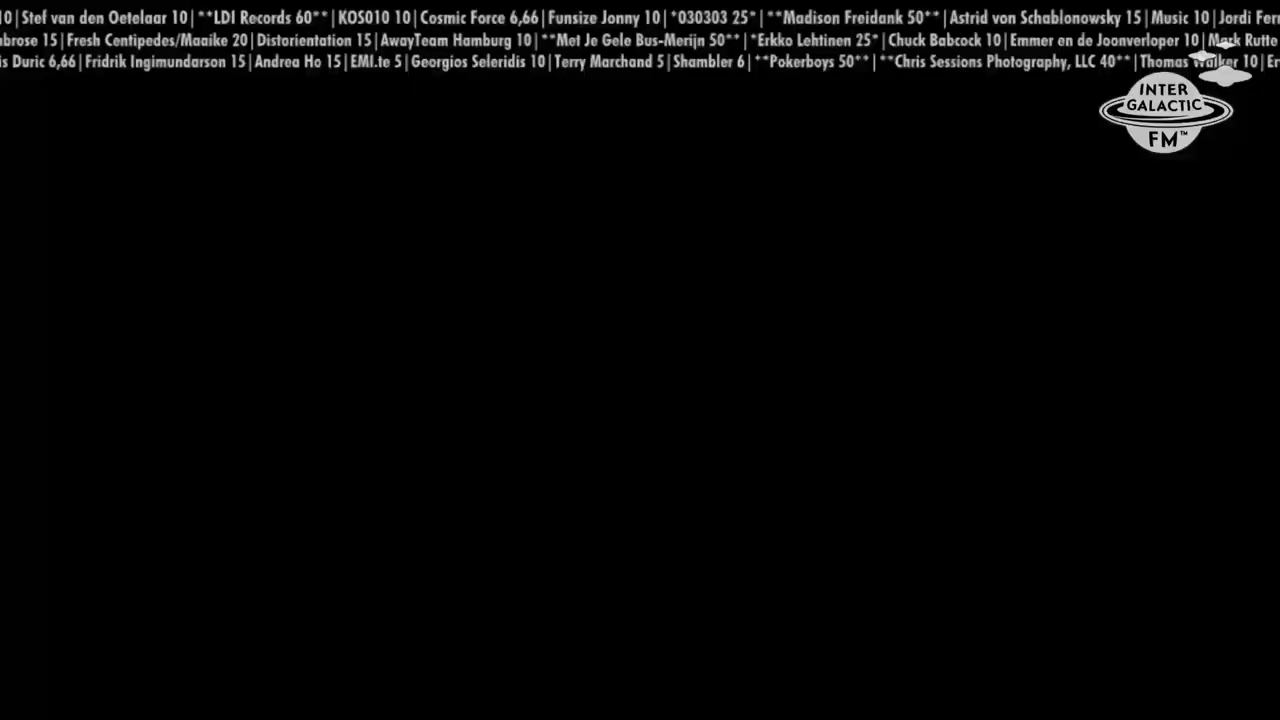 10 | Stef van den Oetelaar 10 | **LDI Records 60** | KOS010 10 | Cosmic Force 6,66 | Funsize Jonny 10 | *030303 25* | **Madison Freidank 50** | Astrid von Schablonowsky 15 | Music 10 | Jordi Fer
nbrose 15 | Fresh Centipedes/Maaike 20 | Distorientation 15 | AwayTeam Hamburg 10 | **Met Je Gele Bus-Merijn 50** | *Erkko Lehtinen 25* | Chuck Babcock 10 | Emmer en de Joonverloper 10 | Mark Rutte
is Duric 6,66 | Fridrik Ingimundarson 15 | Andrea Ho 15 | EMI.te 5 | Georgios Seleridis 10 | Terry Marchand 5 | Shambler 6 | **Pokerboys 50** | **Chris Sessions Photography, LLC 40** | Thomas Walker 10 | Er
INTER
GALACTIC
FM™